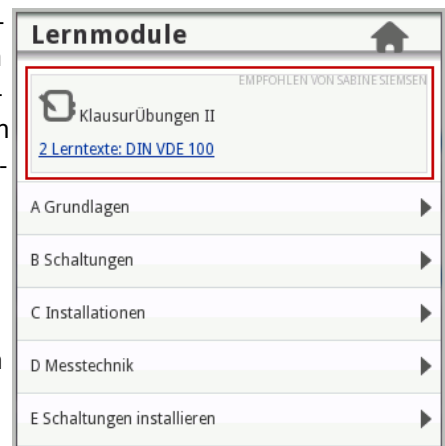 Lernmodule
EMPFOHLEN VON SABINE SIEMSEN
KlausurÜbungen II
2 Lerntexte: DIN VDE 100
A Grundlagen
B Schaltungen
C Installationen
D Messtechnik
E Schaltungen installieren